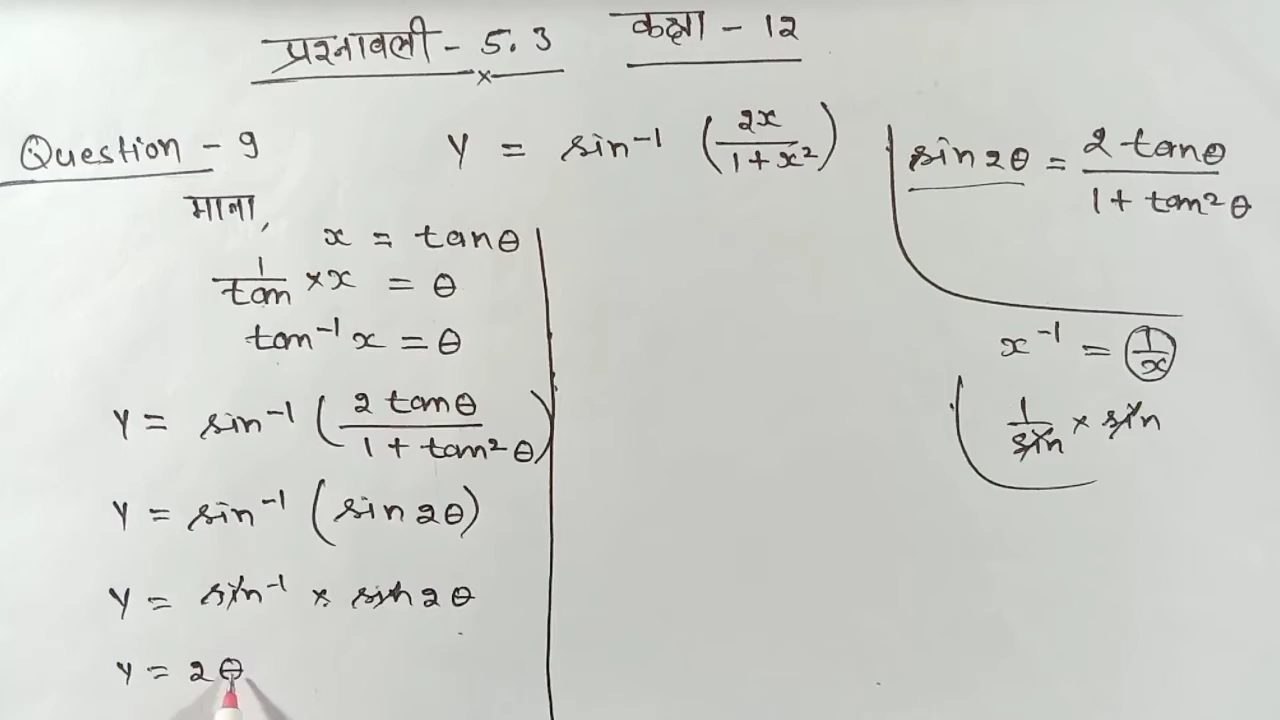 प्रश्नावली - 5.3 कक्षा - 12
Question - 9 y = sin⁻¹ (2x / 1 + x²)
sin 2θ = 2 tanθ / 1 + tan² θ
माना,
x = tanθ
1/tan × x = θ
tan⁻¹ x = θ
y = sin⁻¹ (2 tanθ / 1 + tan² θ)
y = sin⁻¹ (sin 2θ)
y = sin⁻¹ × sin 2θ
y = 2θ
x⁻¹ = 1/x
1/sin × sin